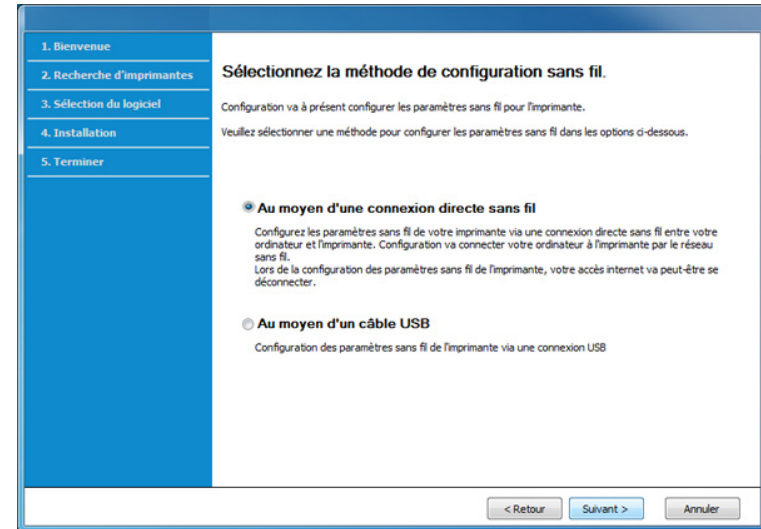 1. Bienvenue
2. Recherche d'imprimantes
3. Sélection du logiciel
4. Installation
5. Terminer
Sélectionnez la méthode de configuration sans fil.
Configuration va à présent configurer les paramètres sans fil pour l'imprimante.
Veuillez sélectionner une méthode pour configurer les paramètres sans fil dans les options ci-dessous.
Au moyen d'une connexion directe sans fil
Configurez les paramètres sans fil de votre imprimante via une connexion directe sans fil entre votre
ordinateur et l'imprimante. Configuration va connecter votre ordinateur à l'imprimante par le réseau
sans fil.
Lors de la configuration des paramètres sans fil de l'imprimante, votre accès internet va peut-être se
déconnecter.
Au moyen d'un câble USB
Configuration des paramètres sans fil de l'imprimante via une connexion USB
< Retour
Suivant >
Annuler